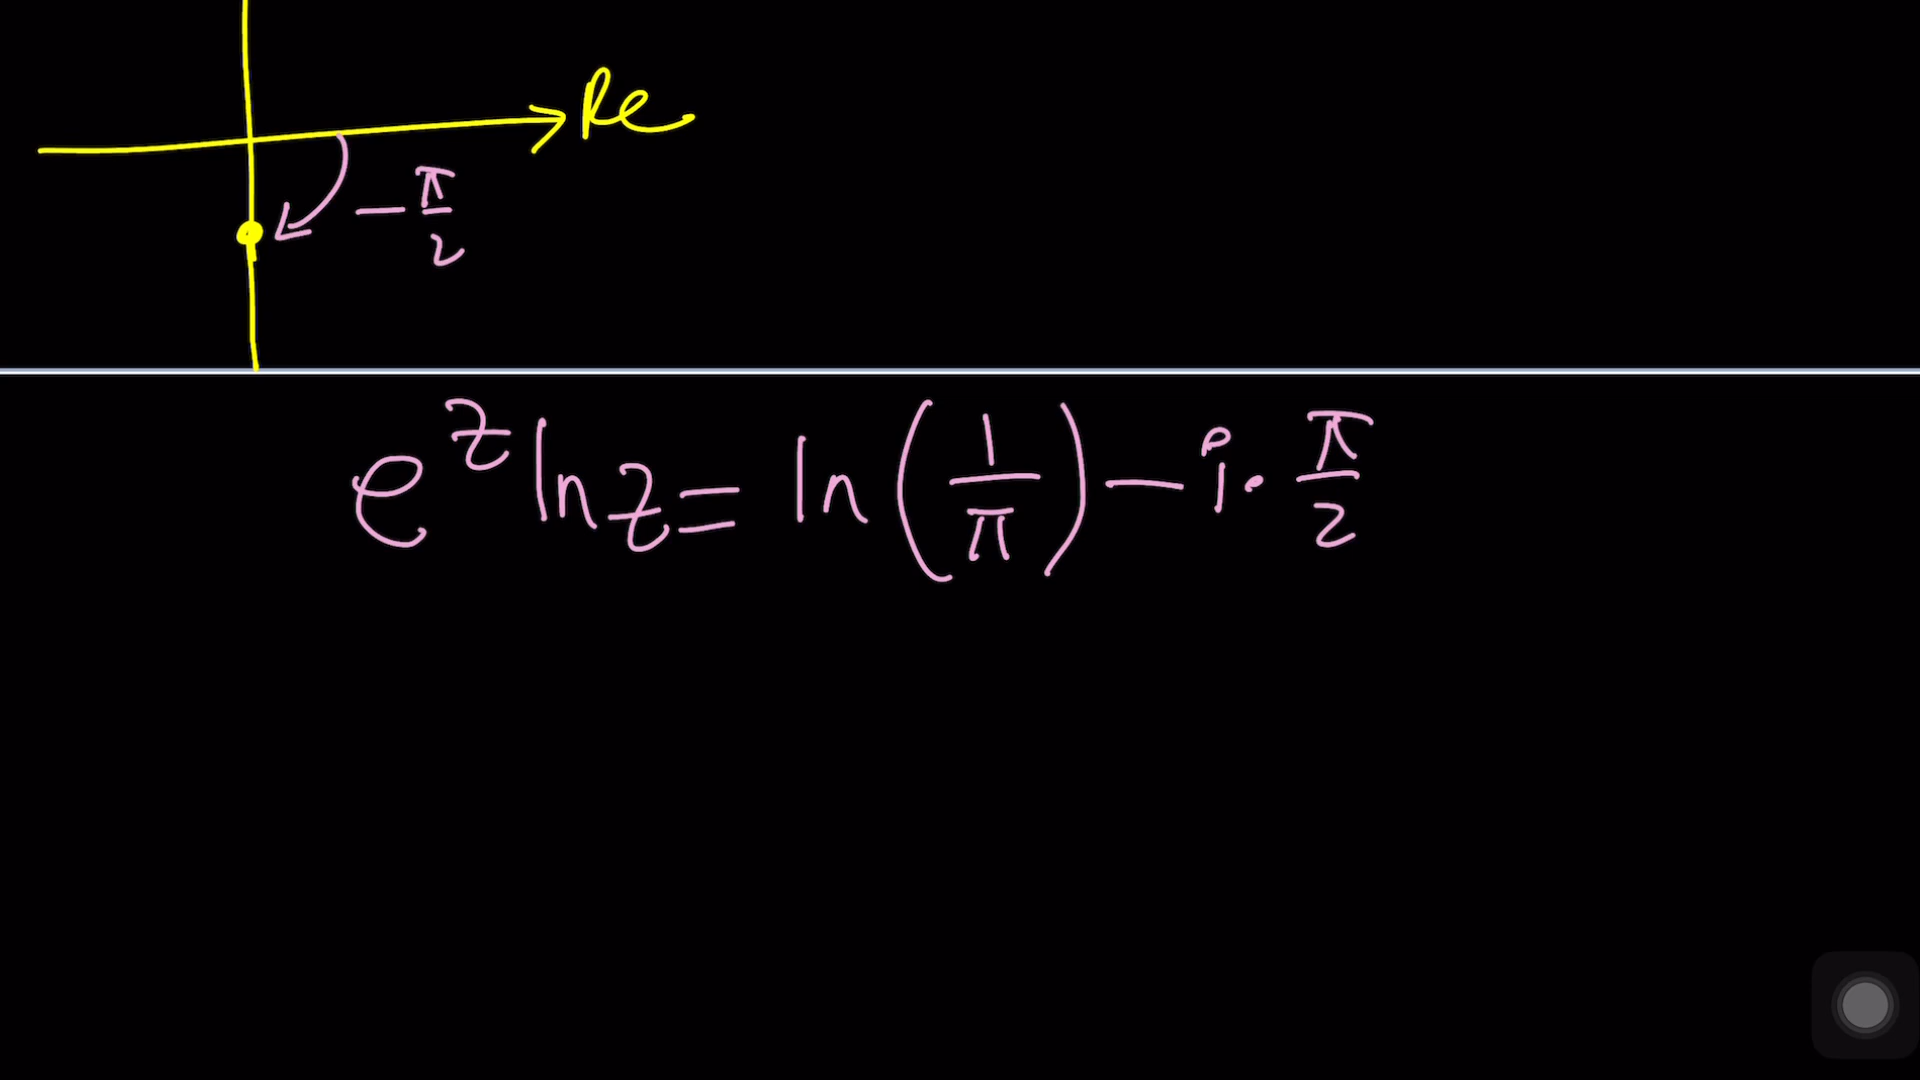 Re
-π/2
e^z ln z = ln(1/π) - i · π/2